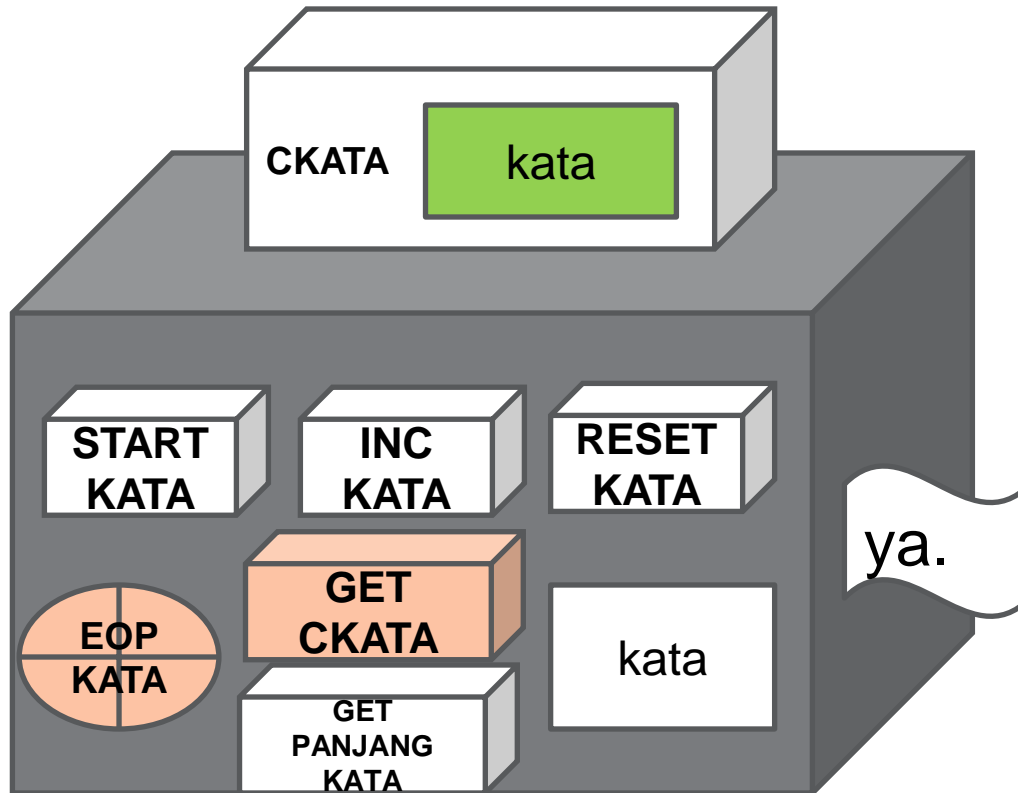 CKATA
kata
START
KATA
INC
KATA
RESET
KATA
ya.
EOP
KATA
GET
CKATA
kata
GET
PANJANG
KATA